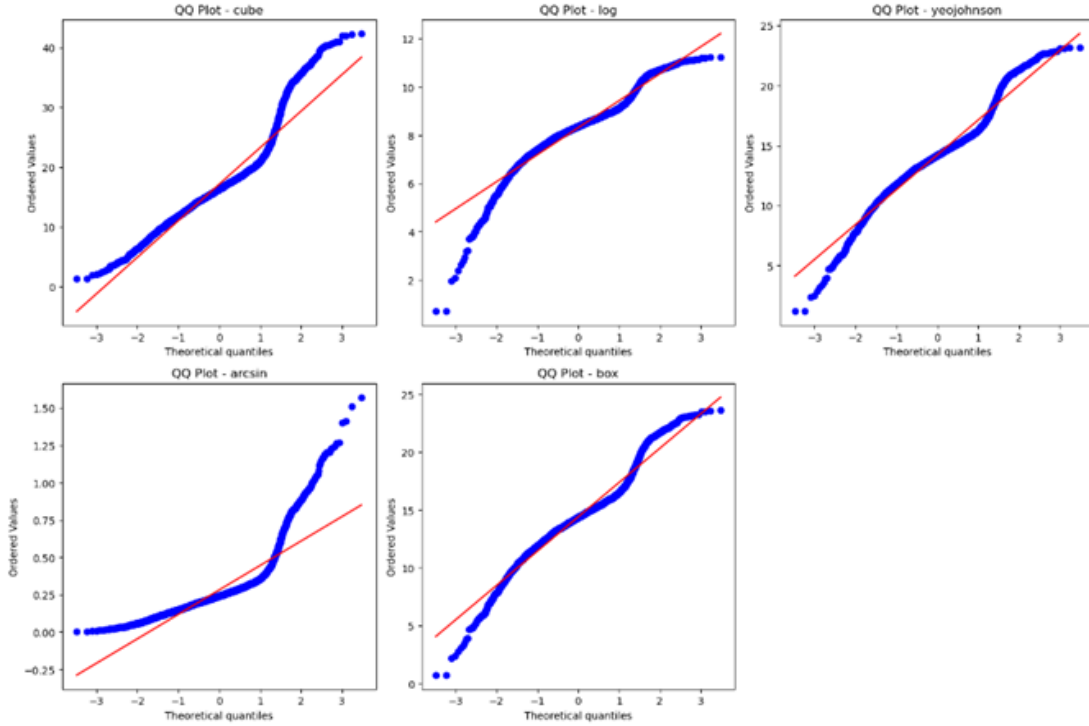 QQ Plot - cube
40
30
20
10
0
Ordered Values
−3 −2 −1 0 1 2 3
Theoretical quantiles
QQ Plot - log
12
10
8
6
4
2
Ordered Values
−3 −2 −1 0 1 2 3
Theoretical quantiles
QQ Plot - yeojohnson
25
20
15
10
5
Ordered Values
−3 −2 −1 0 1 2 3
Theoretical quantiles
QQ Plot - arcsin
1.50
1.25
1.00
0.75
0.50
0.25
0.00
−0.25
Ordered Values
−3 −2 −1 0 1 2 3
Theoretical quantiles
QQ Plot - box
25
20
15
10
5
0
Ordered Values
−3 −2 −1 0 1 2 3
Theoretical quantiles